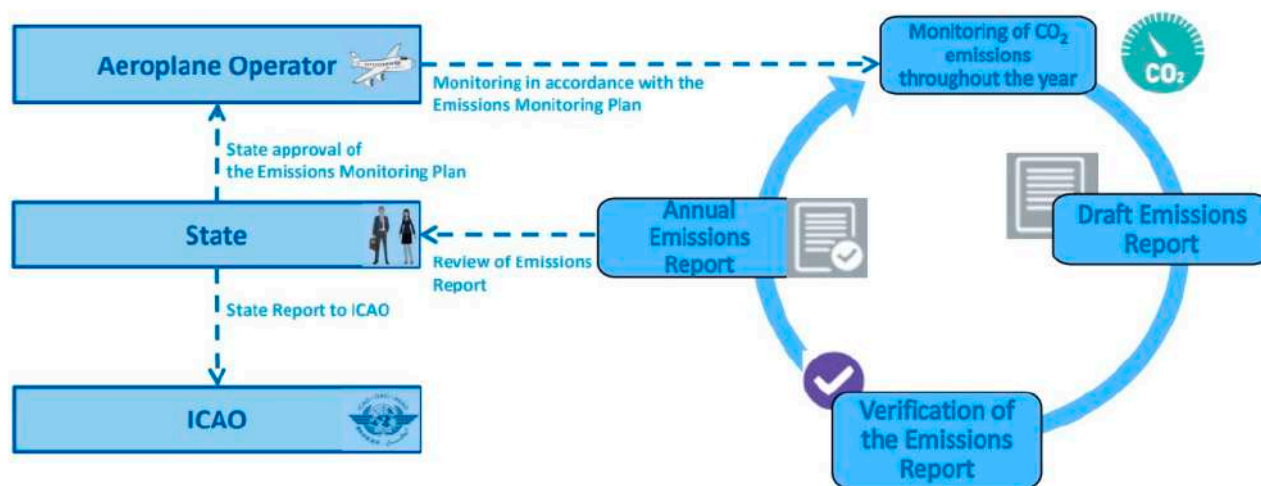 Aeroplane Operator
Monitoring in accordance with the
Emissions Monitoring Plan
Monitoring of CO₂
emissions
throughout the year
CO₂
State approval of
the Emissions Monitoring Plan
State
Review of Emissions
Report
Annual
Emissions
Report
Draft Emissions
Report
State Report to ICAO
ICAO
Verification of
the Emissions
Report